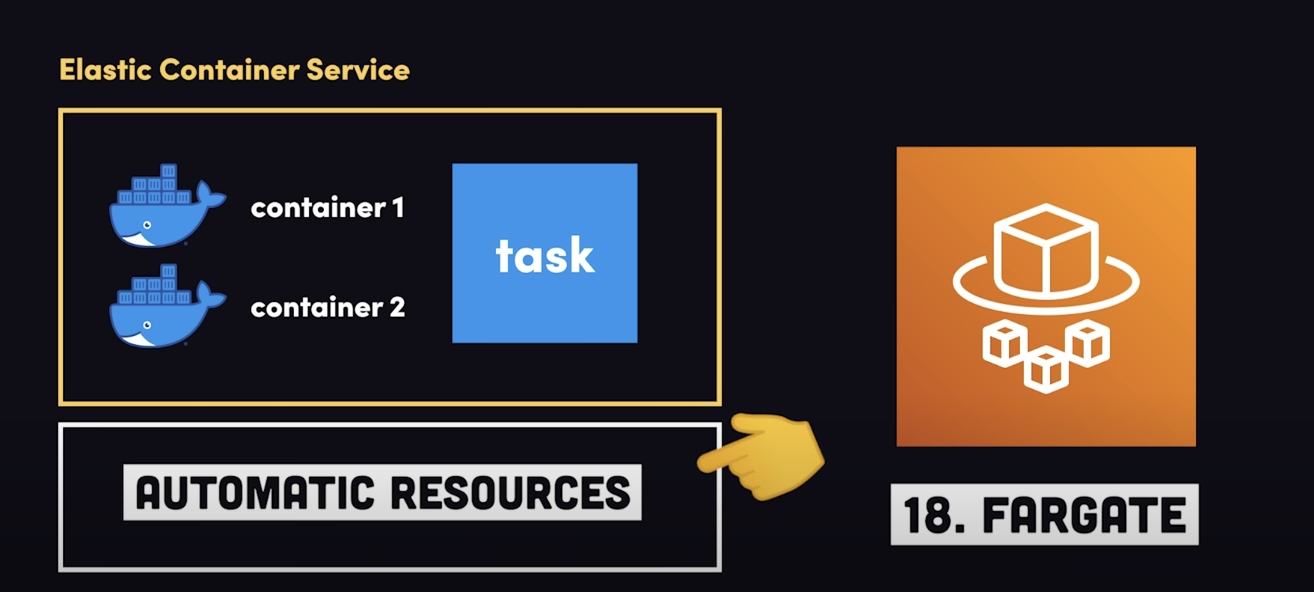 Elastic Container Service
container 1
task
container 2
AUTOMATIC RESOURCES
18. FARGATE